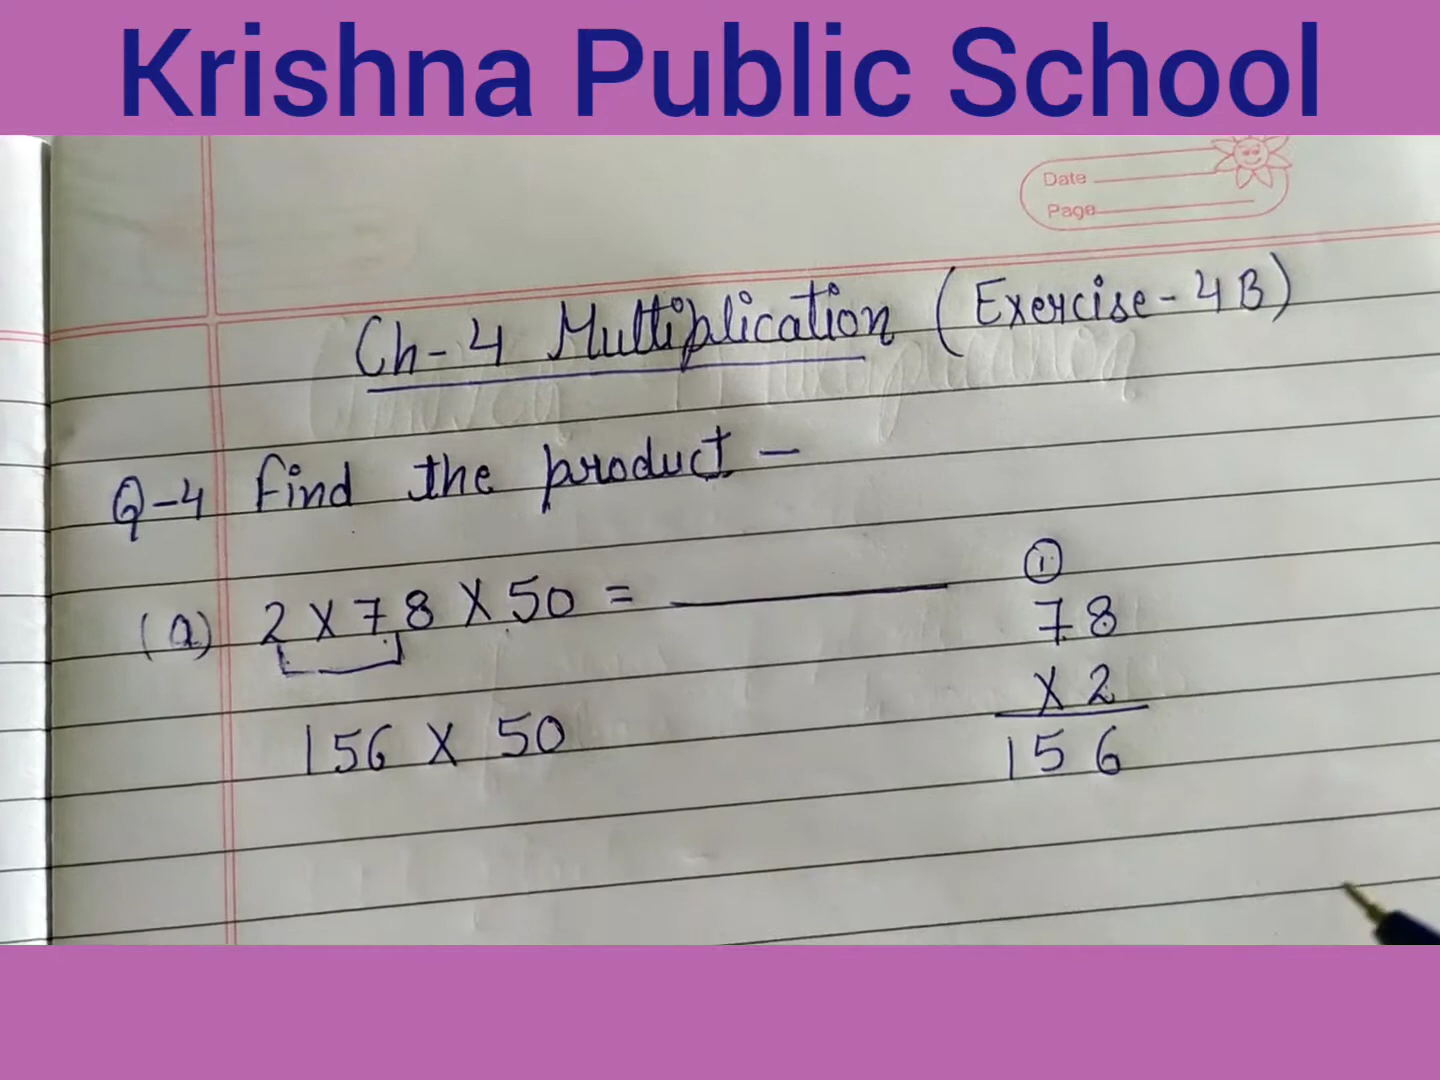 Krishna Public School
Date
Page
Ch-4 Multiplication (Exercise-4B)
Q-4 Find the product -
(a) 2 X 78 X 50 = ________
156 X 50
1
78
X 2
156